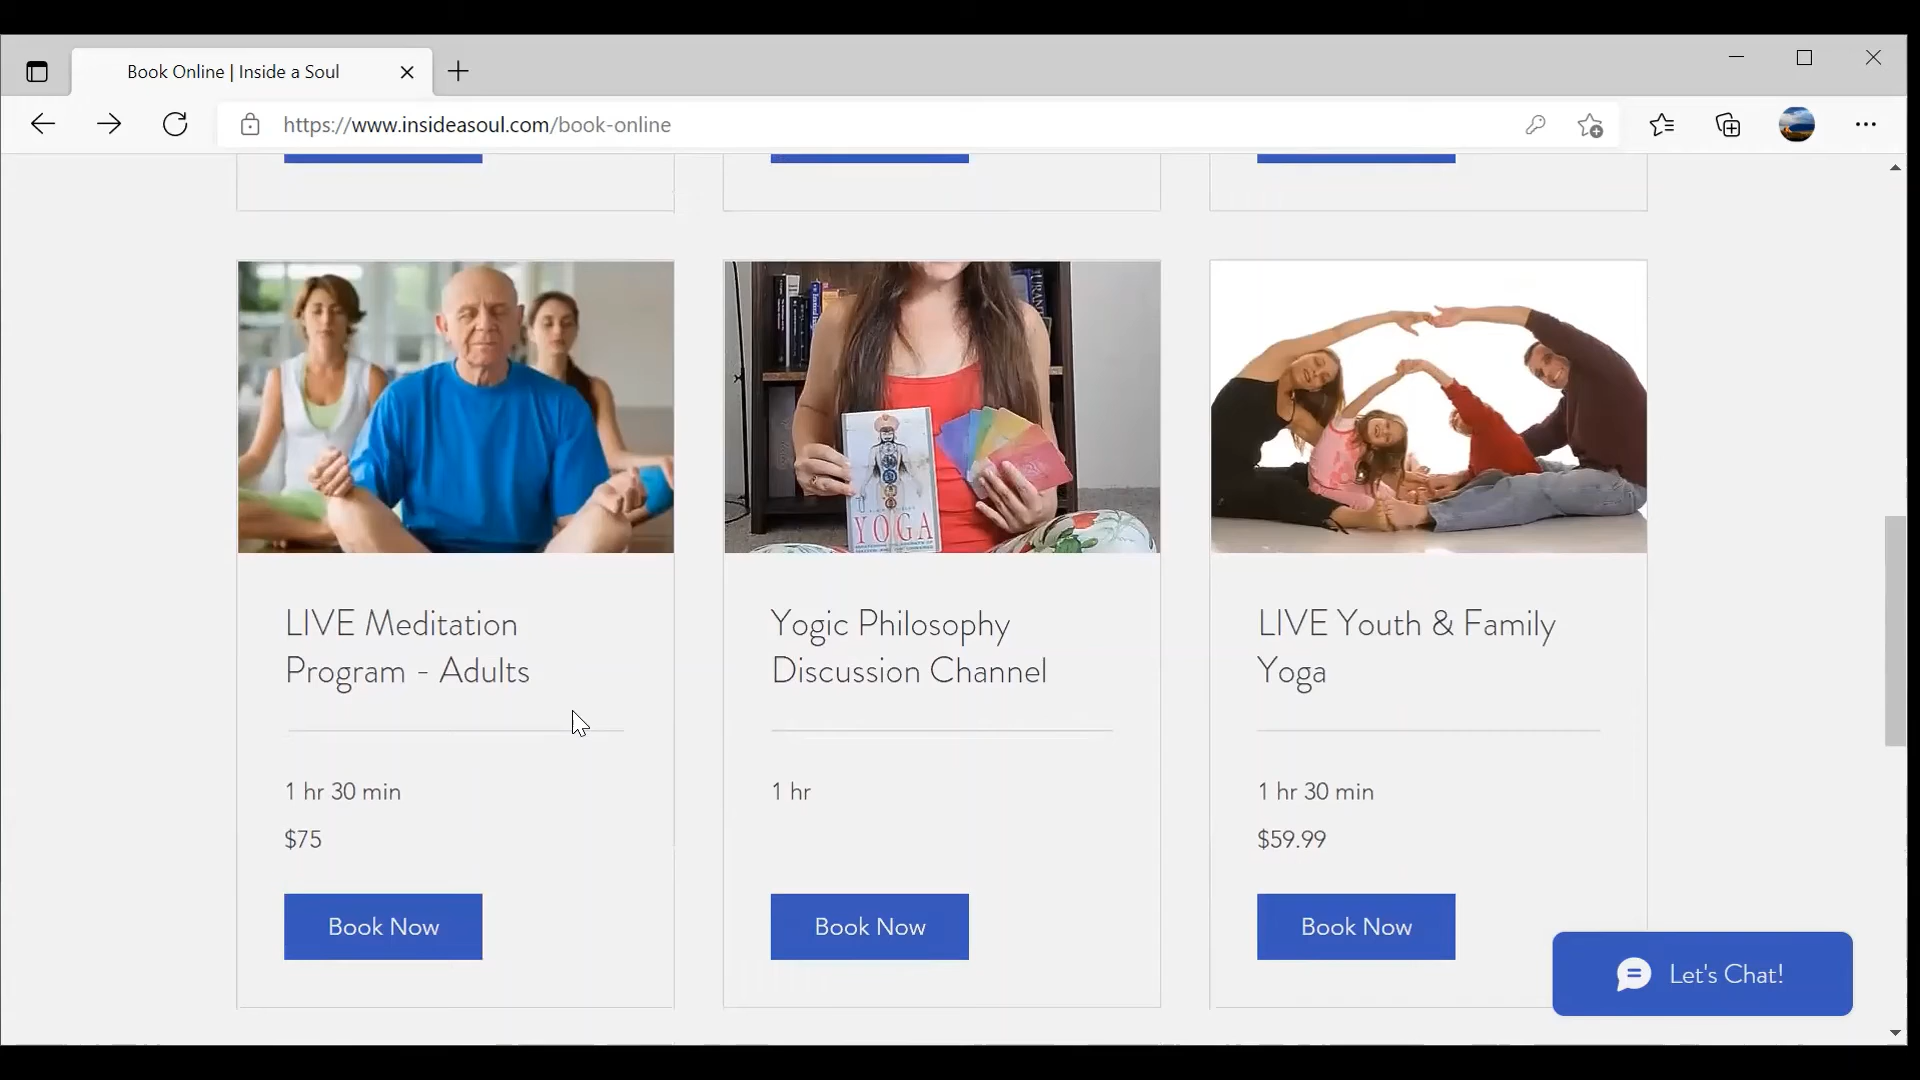 Book Online | Inside a Soul
https://www.insideasoul.com/book-online
YOGA
LIVE Meditation
Program - Adults
Yogic Philosophy
Discussion Channel
LIVE Youth & Family
Yoga
1 hr 30 min
1 hr
1 hr 30 min
$75
$59.99
Book Now
Book Now
Book Now
Let's Chat!